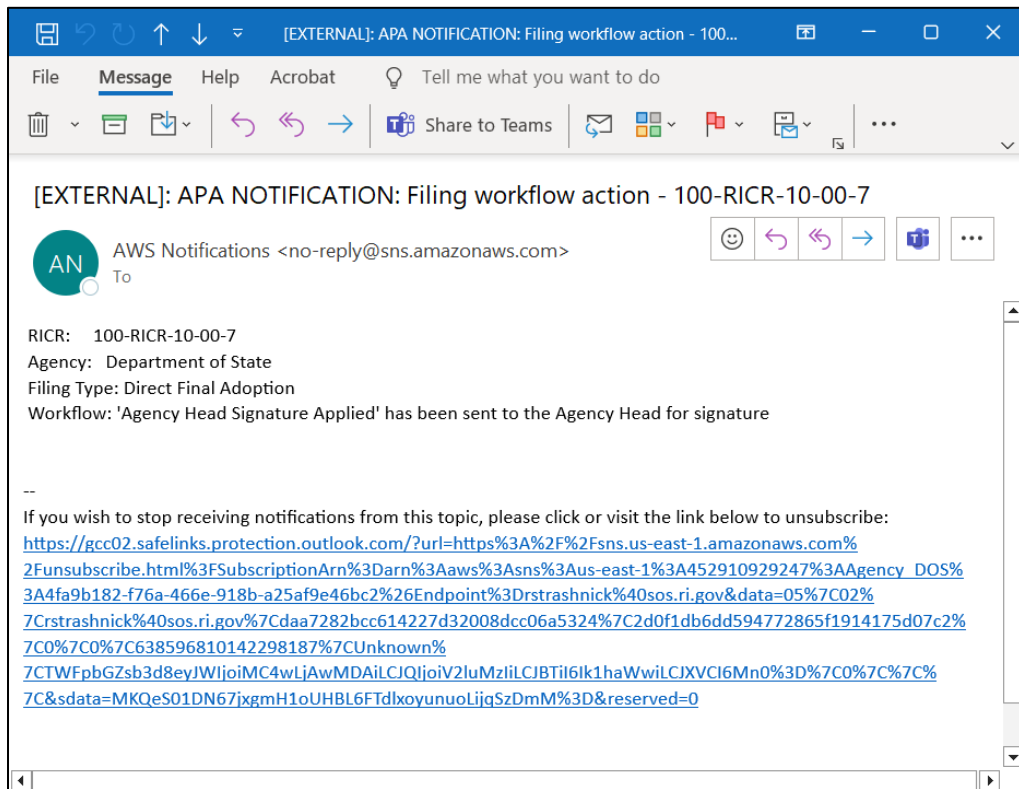 [EXTERNAL]: APA NOTIFICATION: Filing workflow action - 100...
File Message Help Acrobat Tell me what you want to do
Share to Teams
[EXTERNAL]: APA NOTIFICATION: Filing workflow action - 100-RICR-10-00-7
AN
AWS Notifications <no-reply@sns.amazonaws.com>
To
RICR: 100-RICR-10-00-7
Agency: Department of State
Filing Type: Direct Final Adoption
Workflow: 'Agency Head Signature Applied' has been sent to the Agency Head for signature
--
If you wish to stop receiving notifications from this topic, please click or visit the link below to unsubscribe:
https://gcc02.safelinks.protection.outlook.com/?url=https%3A%2F%2Fsns.us-east-1.amazonaws.com%
2Funsubscribe.html%3FSubscriptionArn%3Darn%3Aaws%3Asns%3Aus-east-1%3A452910929247%3AAgency_DOS%
3A4fa9b182-f76a-466e-918b-a25af9e46bc2%26Endpoint%3Drstrashnick%40sos.ri.gov&data=05%7C02%
7Crstrashnick%40sos.ri.gov%7Cdaa7282bcc614227d32008dcc06a5324%7C2d0f1db6dd594772865f1914175d07c2%
7C0%7C0%7C638596810142298187%7CUnknown%
7CTWFpbGZsb3d8eyJWIjoiMC4wLjAwMDAiLCJQIjoiV2luMzIiLCJBTiI6Ik1haWwiLCJXVCI6Mn0%3D%7C0%7C%7C%
7C&sdata=MKQeS01DN67jxgmH1oUHBL6FTdlxoyunuoLijqSzDmM%3D&reserved=0